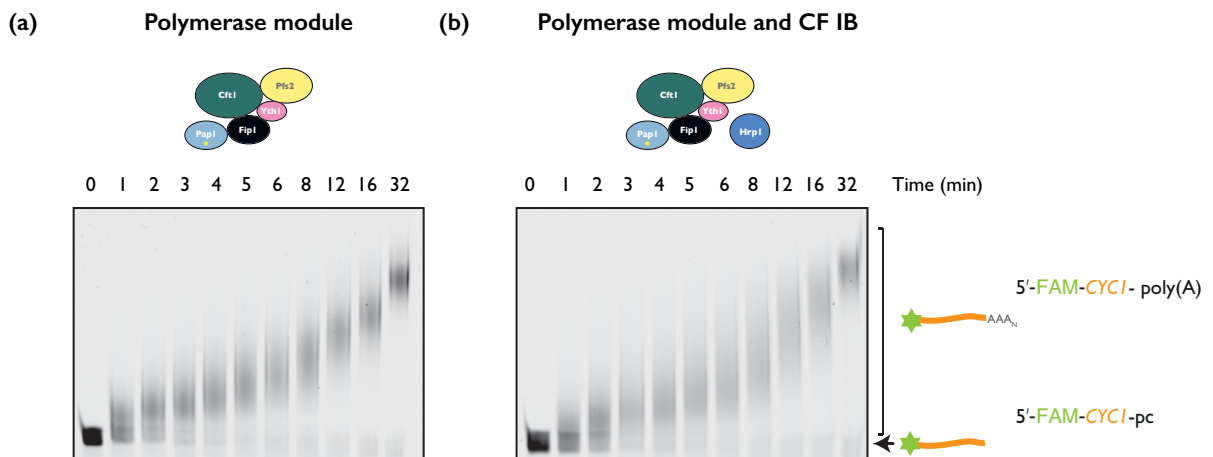 (a) Polymerase module
Cft1
Pfs2
Yth1
Pap1
Fip1
0 1 2 3 4 5 6 8 12 16 32
(b) Polymerase module and CF IB
Cft1
Pfs2
Yth1
Pap1
Fip1
Hrp1
0 1 2 3 4 5 6 8 12 16 32 Time (min)
5′-FAM-CYC1- poly(A)
AAAN
5′-FAM-CYC1-pc